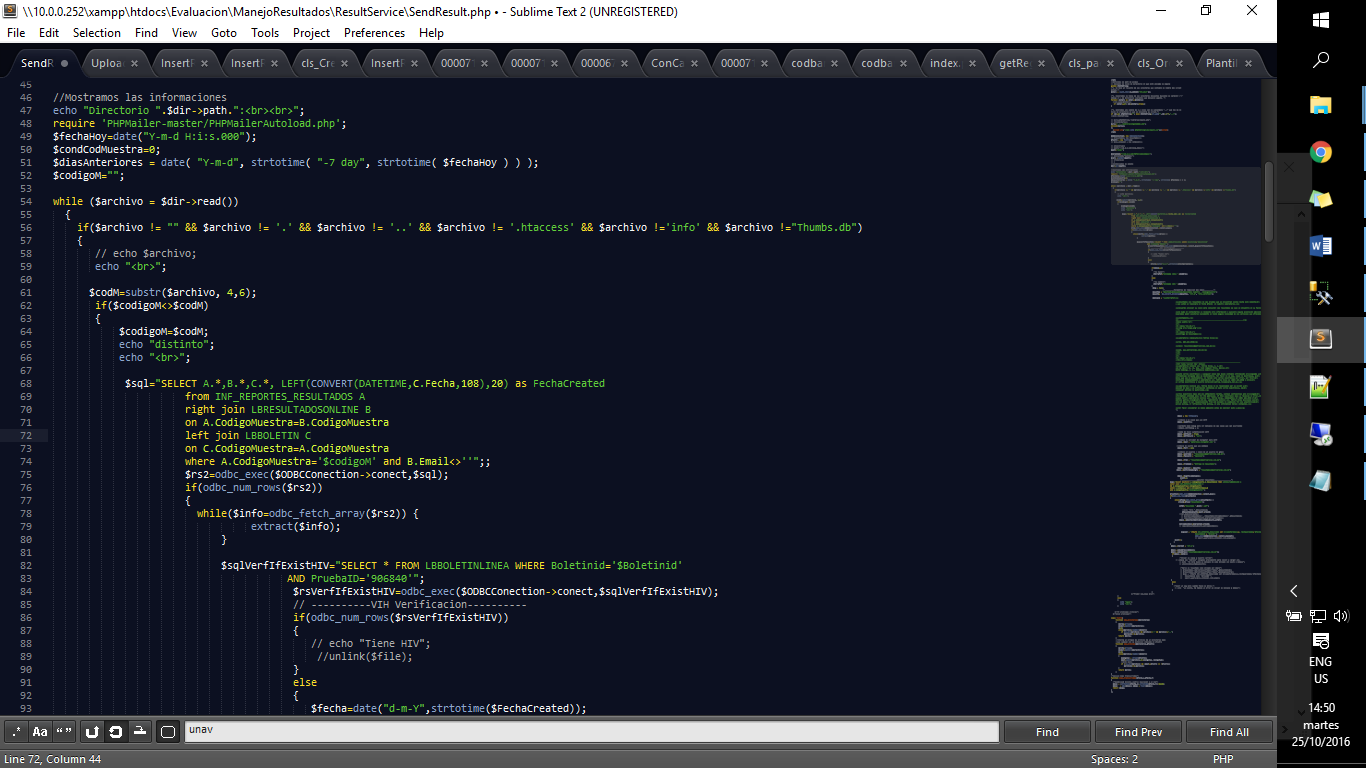 \\10.0.0.252\xampp\htdocs\Evaluacion\ManejoResultados\ResultService\SendResult.php • - Sublime Text 2 (UNREGISTERED)
File Edit Selection Find View Goto Tools Project Preferences Help
SendR Uploa InsertF InsertF cls_Cre InsertF 00007 00007 00006 ConCa 00007 codba codba index. getRe cls_pa cls_Or Plantil
45
46 //Mostramos las informaciones
47 echo "Directorio ".$dir->path.":<br><br>";
48 require 'PHPMailer-master/PHPMailerAutoload.php';
49 $fechaHoy=date("Y-m-d H:i:s.000");
50 $condCodMuestra=0;
51 $diasAnteriores = date( "Y-m-d", strtotime( "-7 day", strtotime( $fechaHoy ) ) );
52 $codigoM="";
53
54 while ($archivo = $dir->read())
55 {
56 if($archivo != "" && $archivo != '.' && $archivo != '..' && $archivo != '.htaccess' && $archivo !='info' && $archivo !="Thumbs.db")
57 {
58 // echo $archivo;
59 echo "<br>";
60
61 $codM=substr($archivo, 4,6);
62 if($codigoM<>$codM)
63 {
64 $codigoM=$codM;
65 echo "distinto";
66 echo "<br>";
67
68 $sql="SELECT A.*,B.*,C.*, LEFT(CONVERT(DATETIME,C.Fecha,108),20) as FechaCreated
69 from INF_REPORTES_RESULTADOS A
70 right join LBRESULTADOSONLINE B
71 on A.CodigoMuestra=B.CodigoMuestra
72 left join LBBOLETIN C
73 on C.CodigoMuestra=A.CodigoMuestra
74 where A.CodigoMuestra='$codigoM' and B.Email<>''";;
75 $rs2=odbc_exec($ODBCConection->conect,$sql);
76 if(odbc_num_rows($rs2))
77 {
78 while($info=odbc_fetch_array($rs2)) {
79 extract($info);
80 }
81
82 $sqlVerfIfExistHIV="SELECT * FROM LBBOLETINLINEA WHERE Boletinid='$Boletinid'
83 AND PruebaID='906840'";
84 $rsVerfIfExistHIV=odbc_exec($ODBCConection->conect,$sqlVerfIfExistHIV);
85 // ----------VIH Verificacion----------
86 if(odbc_num_rows($rsVerfIfExistHIV))
87 {
88 // echo "Tiene HIV";
89 //unlink($file);
90 }
91 else
92 {
93 $fecha=date("d-m-Y",strtotime($FechaCreated));
.* Aa “ ” unav Find Find Prev Find All
Line 72, Column 44 Spaces: 2 PHP
ENG
US
14:50
martes
25/10/2016